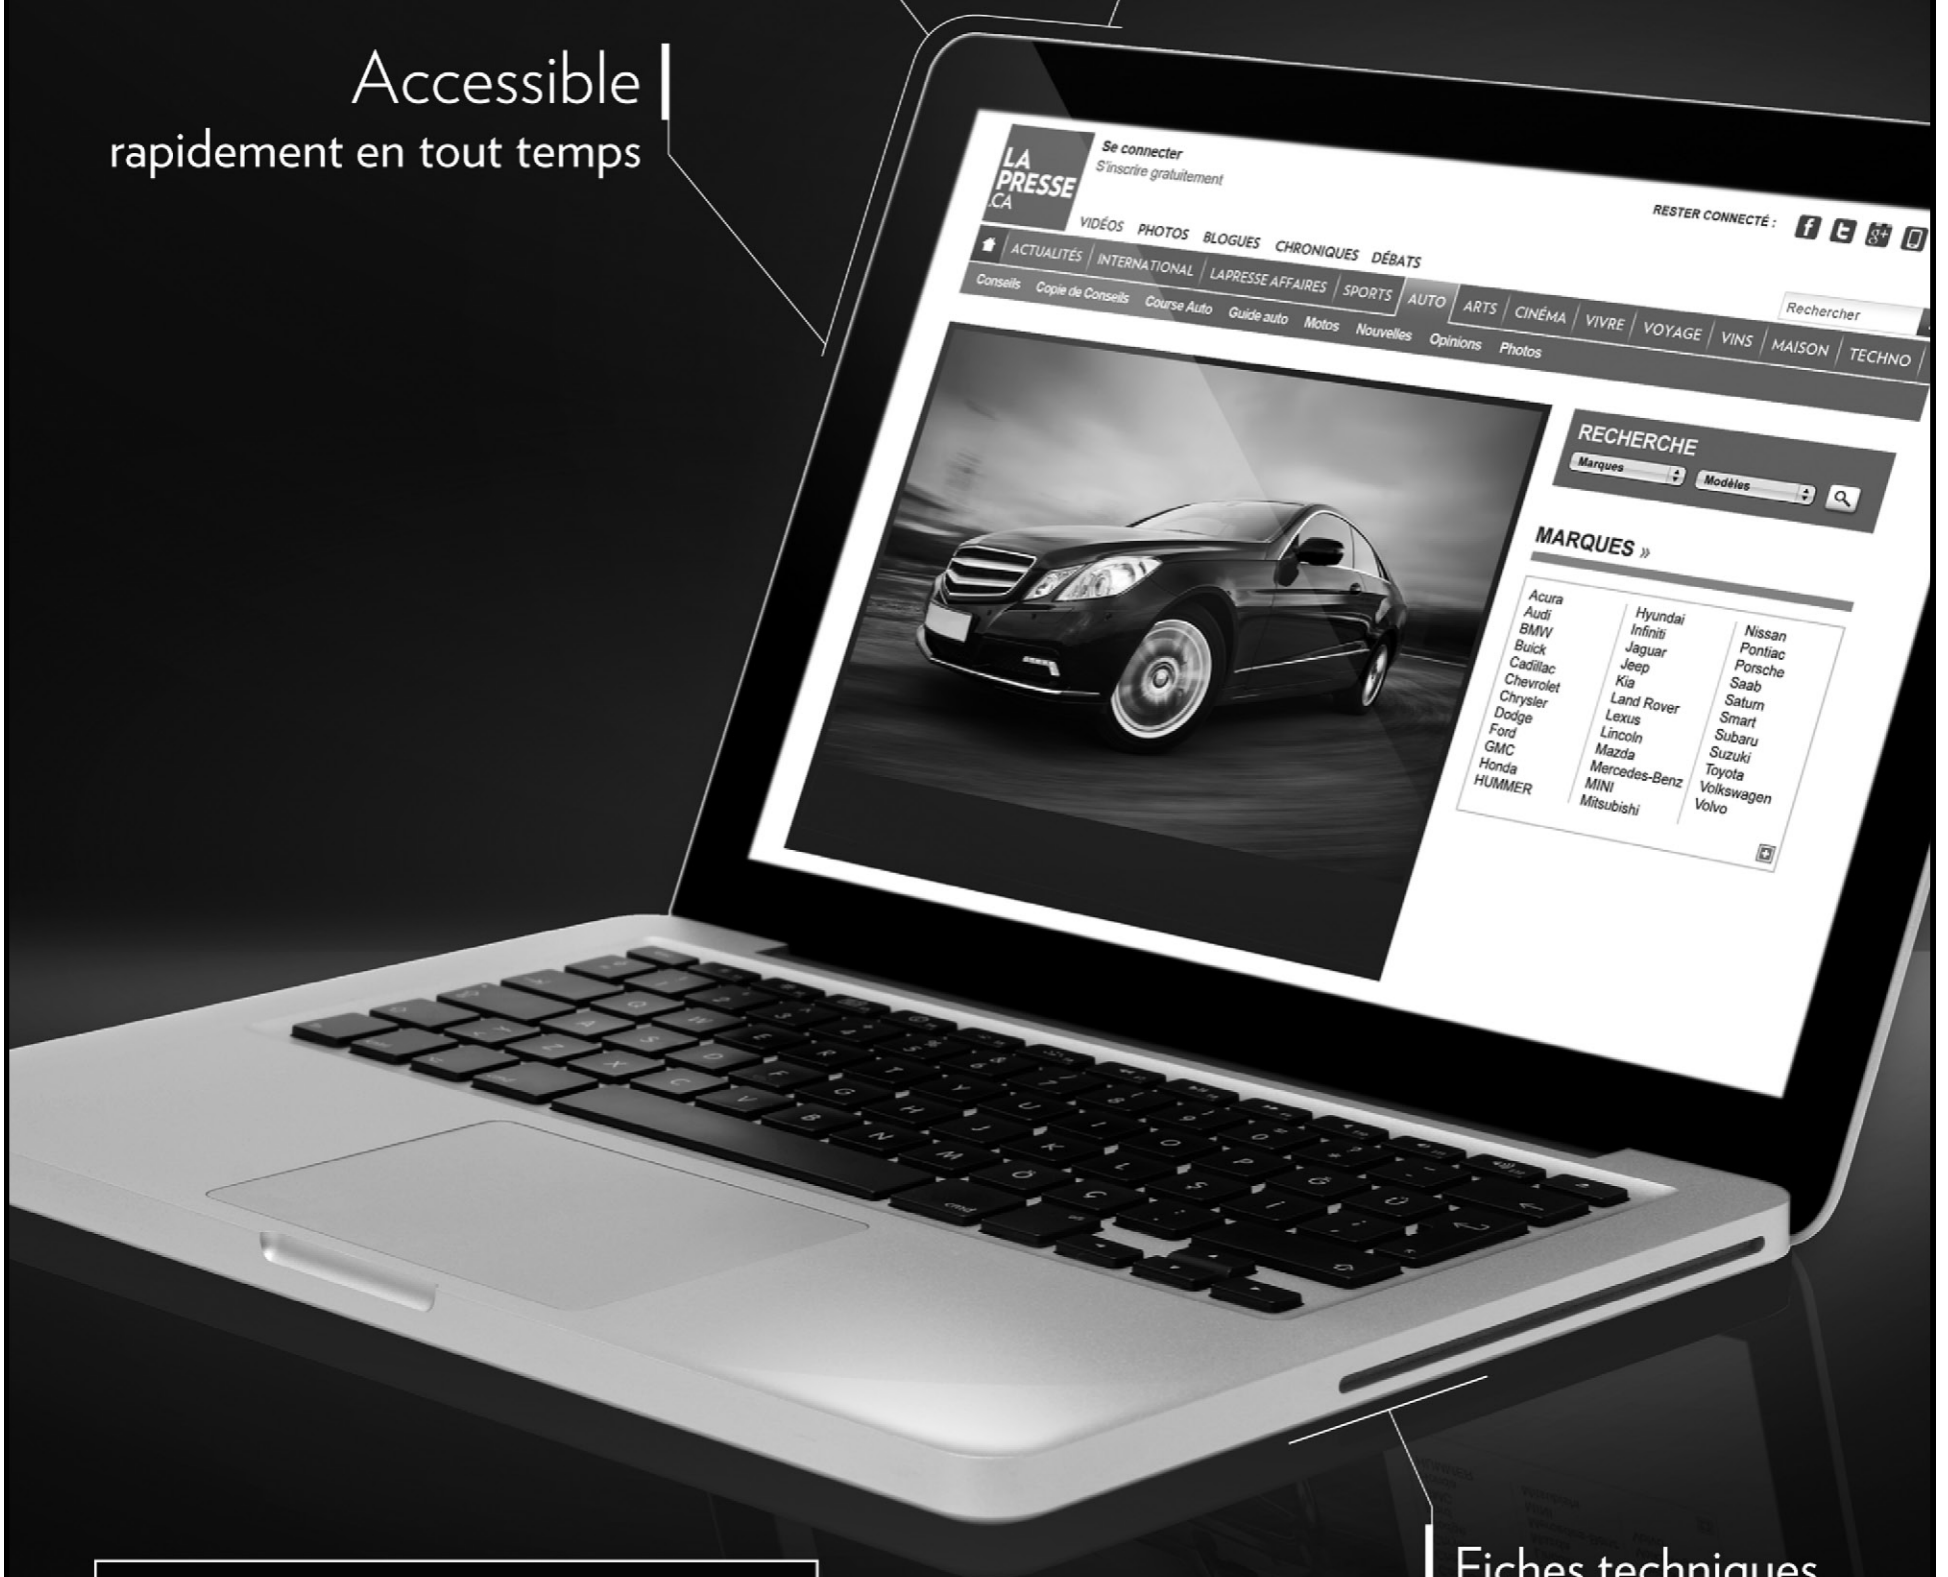 Accessible
rapidement en tout temps
LA
PRESSE
.CA
Se connecter
S'inscrire gratuitement
RESTER CONNECTÉ :
VIDÉOS PHOTOS BLOGUES CHRONIQUES DÉBATS
Rechercher
ACTUALITÉS INTERNATIONAL LAPRESSE AFFAIRES SPORTS AUTO ARTS CINÉMA VIVRE VOYAGE VINS MAISON TECHNO
Conseils Copie de Conseils Course Auto Guide auto Motos Nouvelles Opinions Photos
RECHERCHE
Marques Modèles
MARQUES »
Acura
Audi
BMW
Buick
Cadillac
Chevrolet
Chrysler
Dodge
Ford
GMC
Honda
HUMMER
Hyundai
Infiniti
Jaguar
Jeep
Kia
Land Rover
Lexus
Lincoln
Mazda
Mercedes-Benz
MINI
Mitsubishi
Nissan
Pontiac
Porsche
Saab
Saturn
Smart
Subaru
Suzuki
Toyota
Volkswagen
Volvo
Q W E R T Y U I O P Ğ Ü
A S D F G H J K L Ş İ
Z X C V B N M Ö Ç
cmd
Fiches techniques